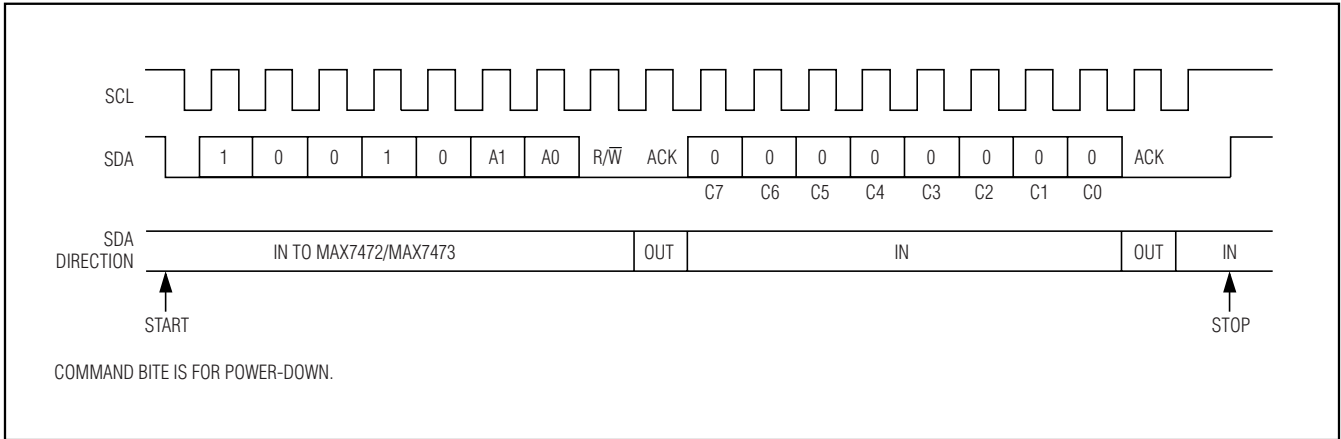 SCL
SDA 1 0 0 1 0 A1 A0 R/W̅ ACK 0 0 0 0 0 0 0 0 ACK
C7 C6 C5 C4 C3 C2 C1 C0
SDA
DIRECTION
IN TO MAX7472/MAX7473 OUT IN OUT IN
START STOP
COMMAND BITE IS FOR POWER-DOWN.